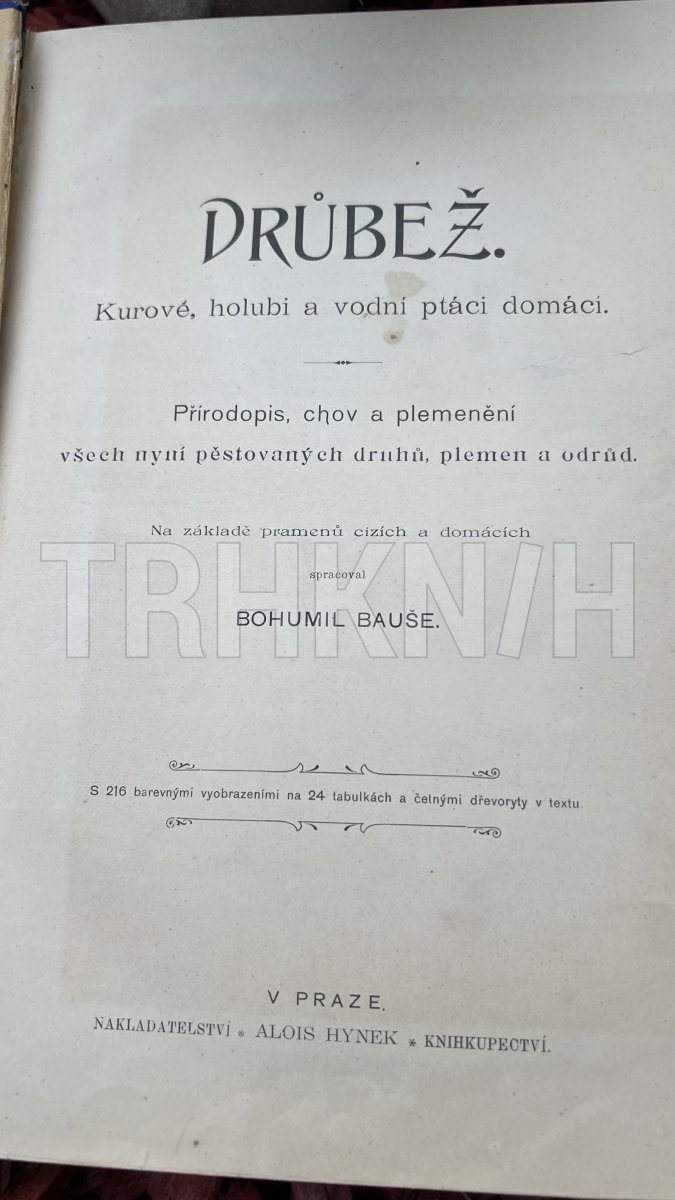 DRŮBEŽ.
Kurové, holubi a vodní ptáci domácí.
Přírodopis, chov a plemenění
všech nyní pěstovaných druhů, plemen a odrůd.
Na základě pramenů cizích a domácích
spracoval
TRHKNIH
BOHUMIL BAUŠE.
S 216 barevnými vyobrazeními na 24 tabulkách a četnými dřevoryty v textu.
V PRAZE.
NAKLADATELSTVÍ * ALOIS HYNEK * KNIHKUPECTVÍ.